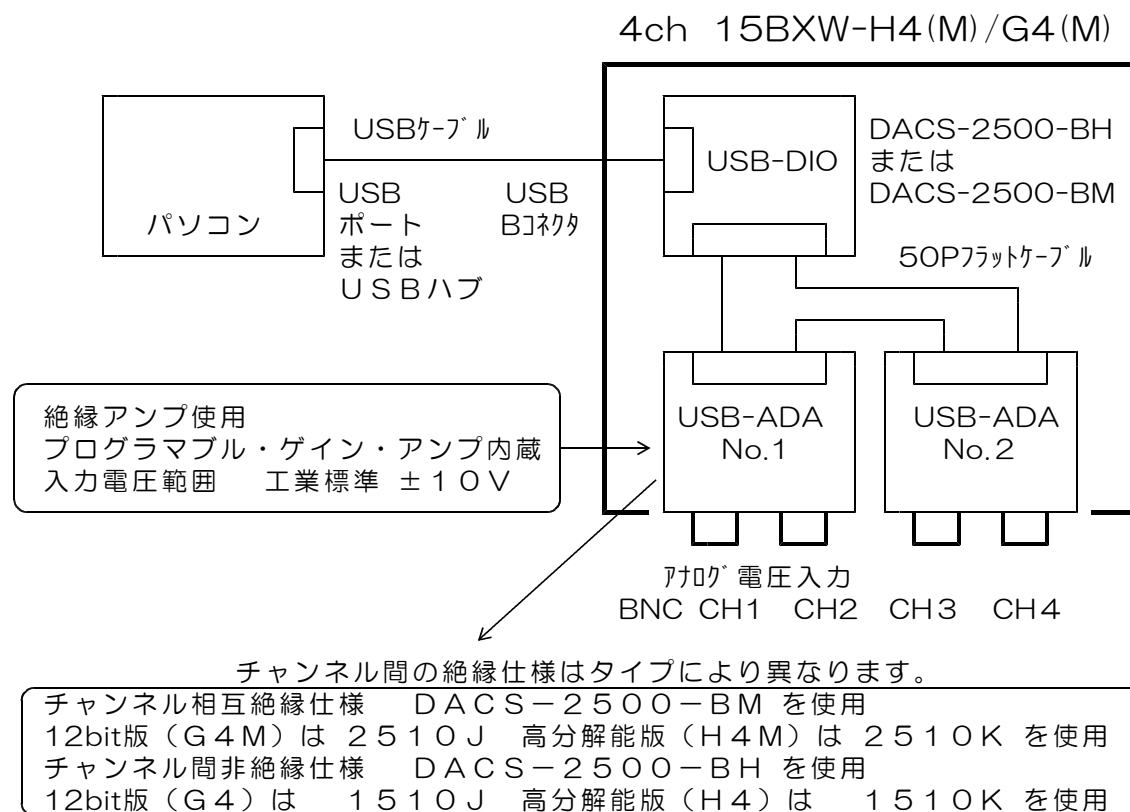 4ch 15BXW-H4(M)/G4(M)
USBｹｰﾌﾞﾙ
USB-DIO
DACS-2500-BH
または
DACS-2500-BM
パソコン
USB
ポート
または
ＵＳＢハブ
USB
Bｺﾈｸﾀ
50Pﾌﾗｯﾄｹｰﾌﾞﾙ
絶縁アンプ使用
プログラマブル・ゲイン・アンプ内蔵
入力電圧範囲　工業標準 ±１０Ｖ
USB-ADA
No.1
USB-ADA
No.2
ｱﾅﾛｸﾞ電圧入力
BNC CH1 CH2 CH3 CH4
チャンネル間の絶縁仕様はタイプにより異なります。
チャンネル相互絶縁仕様　ＤＡＣＳ－２５００－ＢＭ を使用
12bit版（Ｇ４Ｍ）は ２５１０Ｊ　高分解能版（Ｈ４Ｍ）は ２５１０Ｋ を使用
チャンネル間非絶縁仕様　ＤＡＣＳ－２５００－ＢＨ を使用
12bit版（Ｇ４）は　１５１０Ｊ　高分解能版（Ｈ４）は　１５１０Ｋ を使用